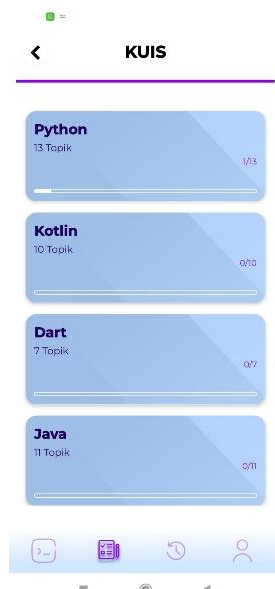 KUIS
Python
13 Topik
1/13
Kotlin
10 Topik
0/10
Dart
7 Topik
0/7
Java
11 Topik
0/11